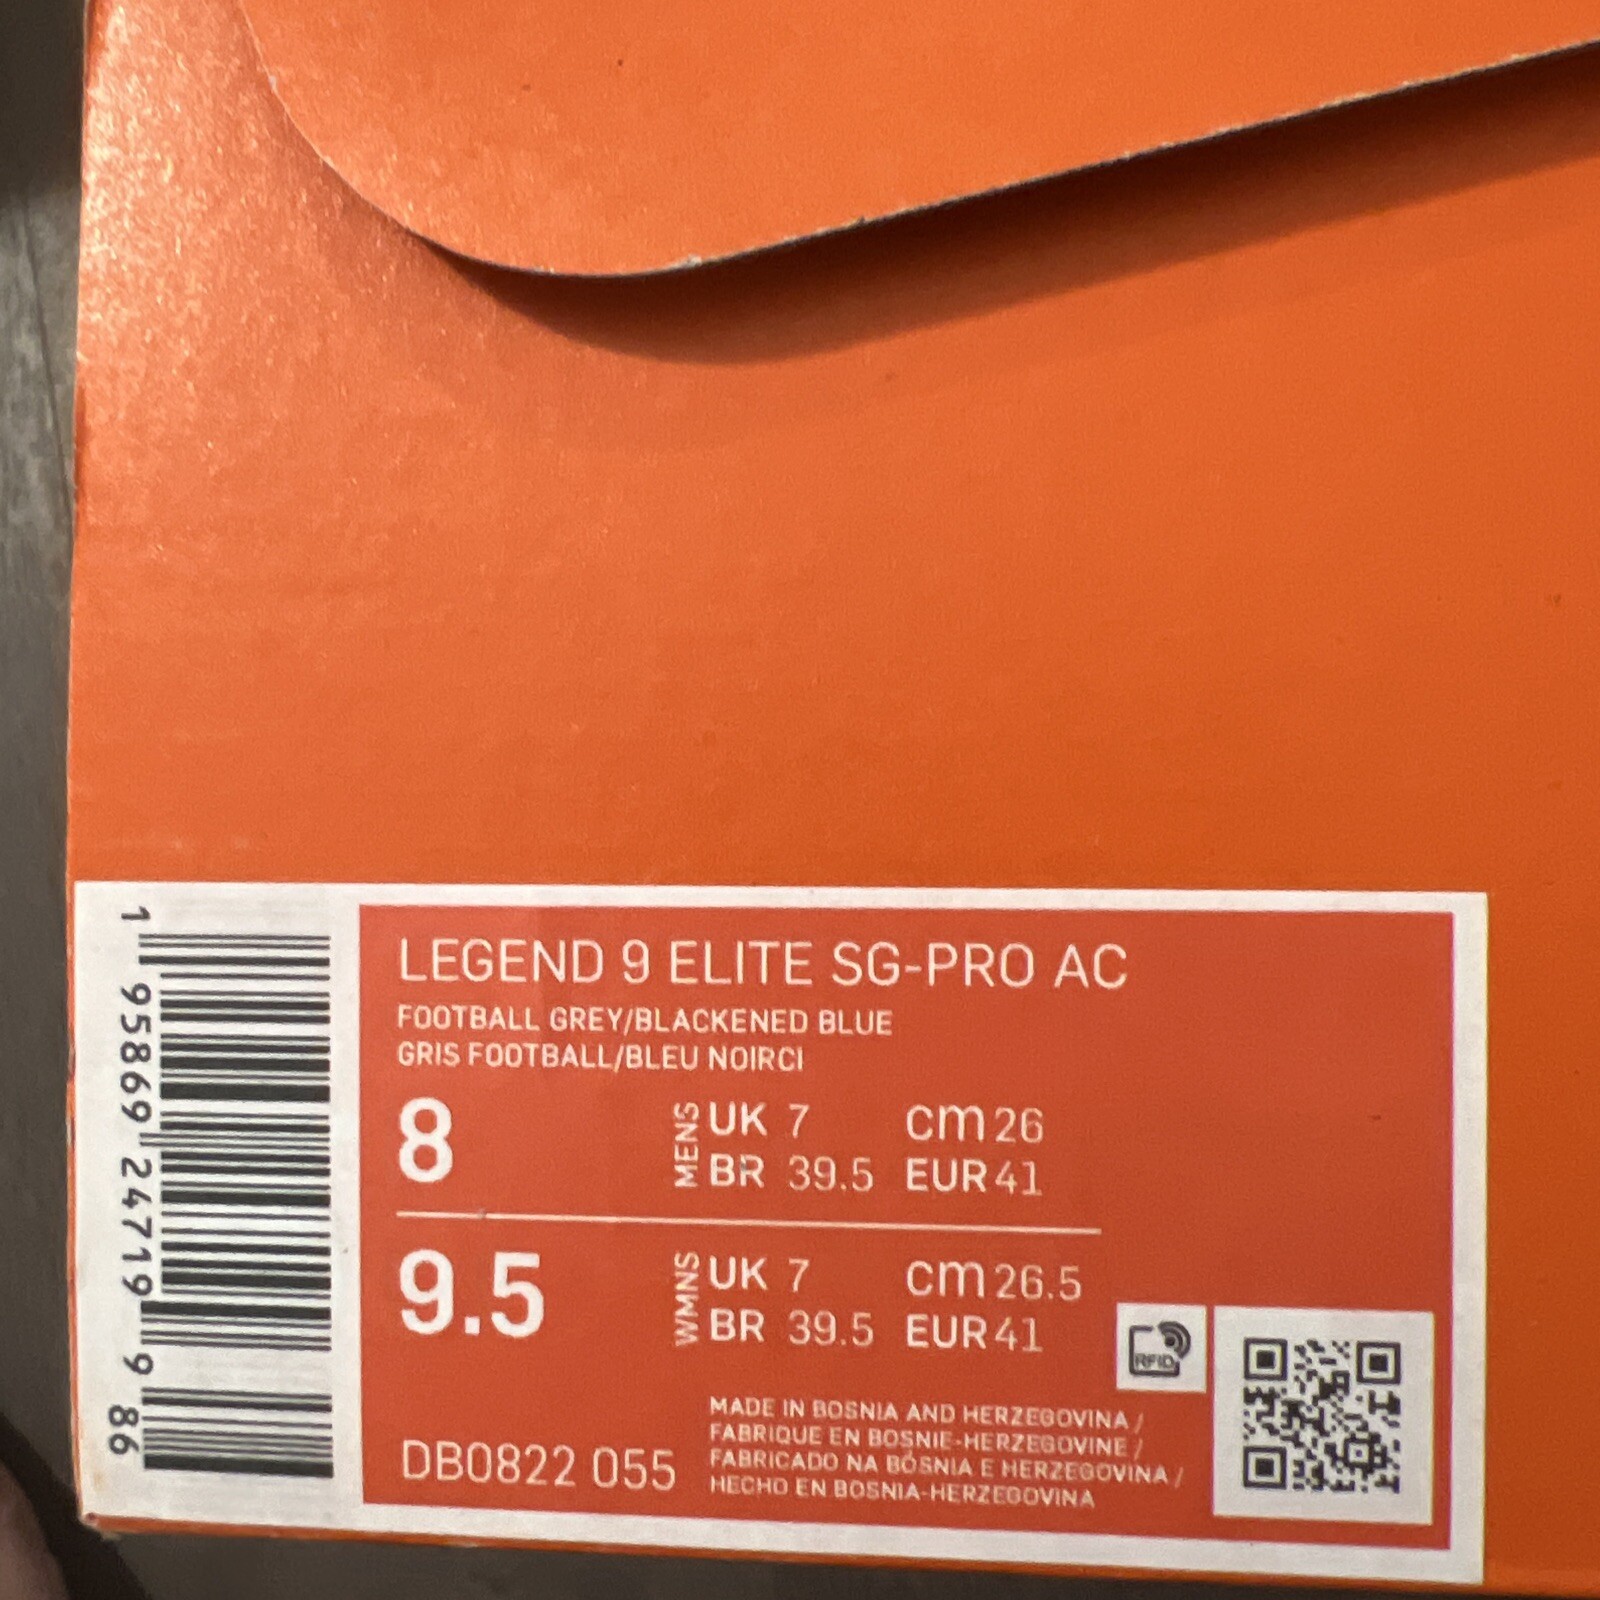 1 95869 24719 9 86
LEGEND 9 ELITE SG-PRO AC
FOOTBALL GREY/BLACKENED BLUE
GRIS FOOTBALL/BLEU NOIRCI
8 MENS UK 7 cm 26
BR 39.5 EUR 41
9.5 WMNS UK 7 cm 26.5
BR 39.5 EUR 41
RFID
DB0822 055
MADE IN BOSNIA AND HERZEGOVINA /
FABRIQUE EN BOSNIE-HERZEGOVINE /
FABRICADO NA BÓSNIA E HERZEGOVINA /
HECHO EN BOSNIA-HERZEGOVINA